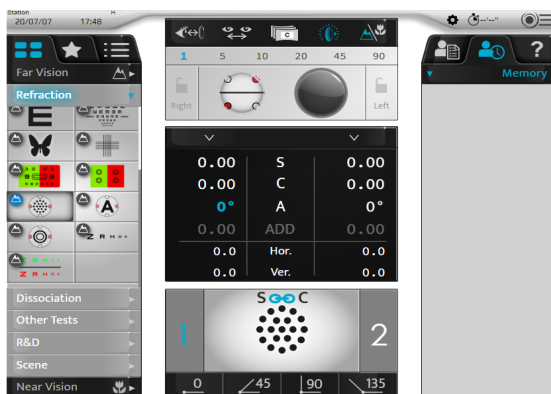 Station
20/07/07 17:48 H
Far Vision
Refraction
E
A
Z R H
Z R H
Z R H
Dissociation
Other Tests
R&D
Scene
Near Vision
C
1 5 10 20 45 90
Right Left
0.00 S 0.00
0.00 C 0.00
0° A 0°
0.00 ADD 0.00
0.0 Hor. 0.0
0.0 Ver. 0.0
S C
1 2
0 45 90 135
?
Memory